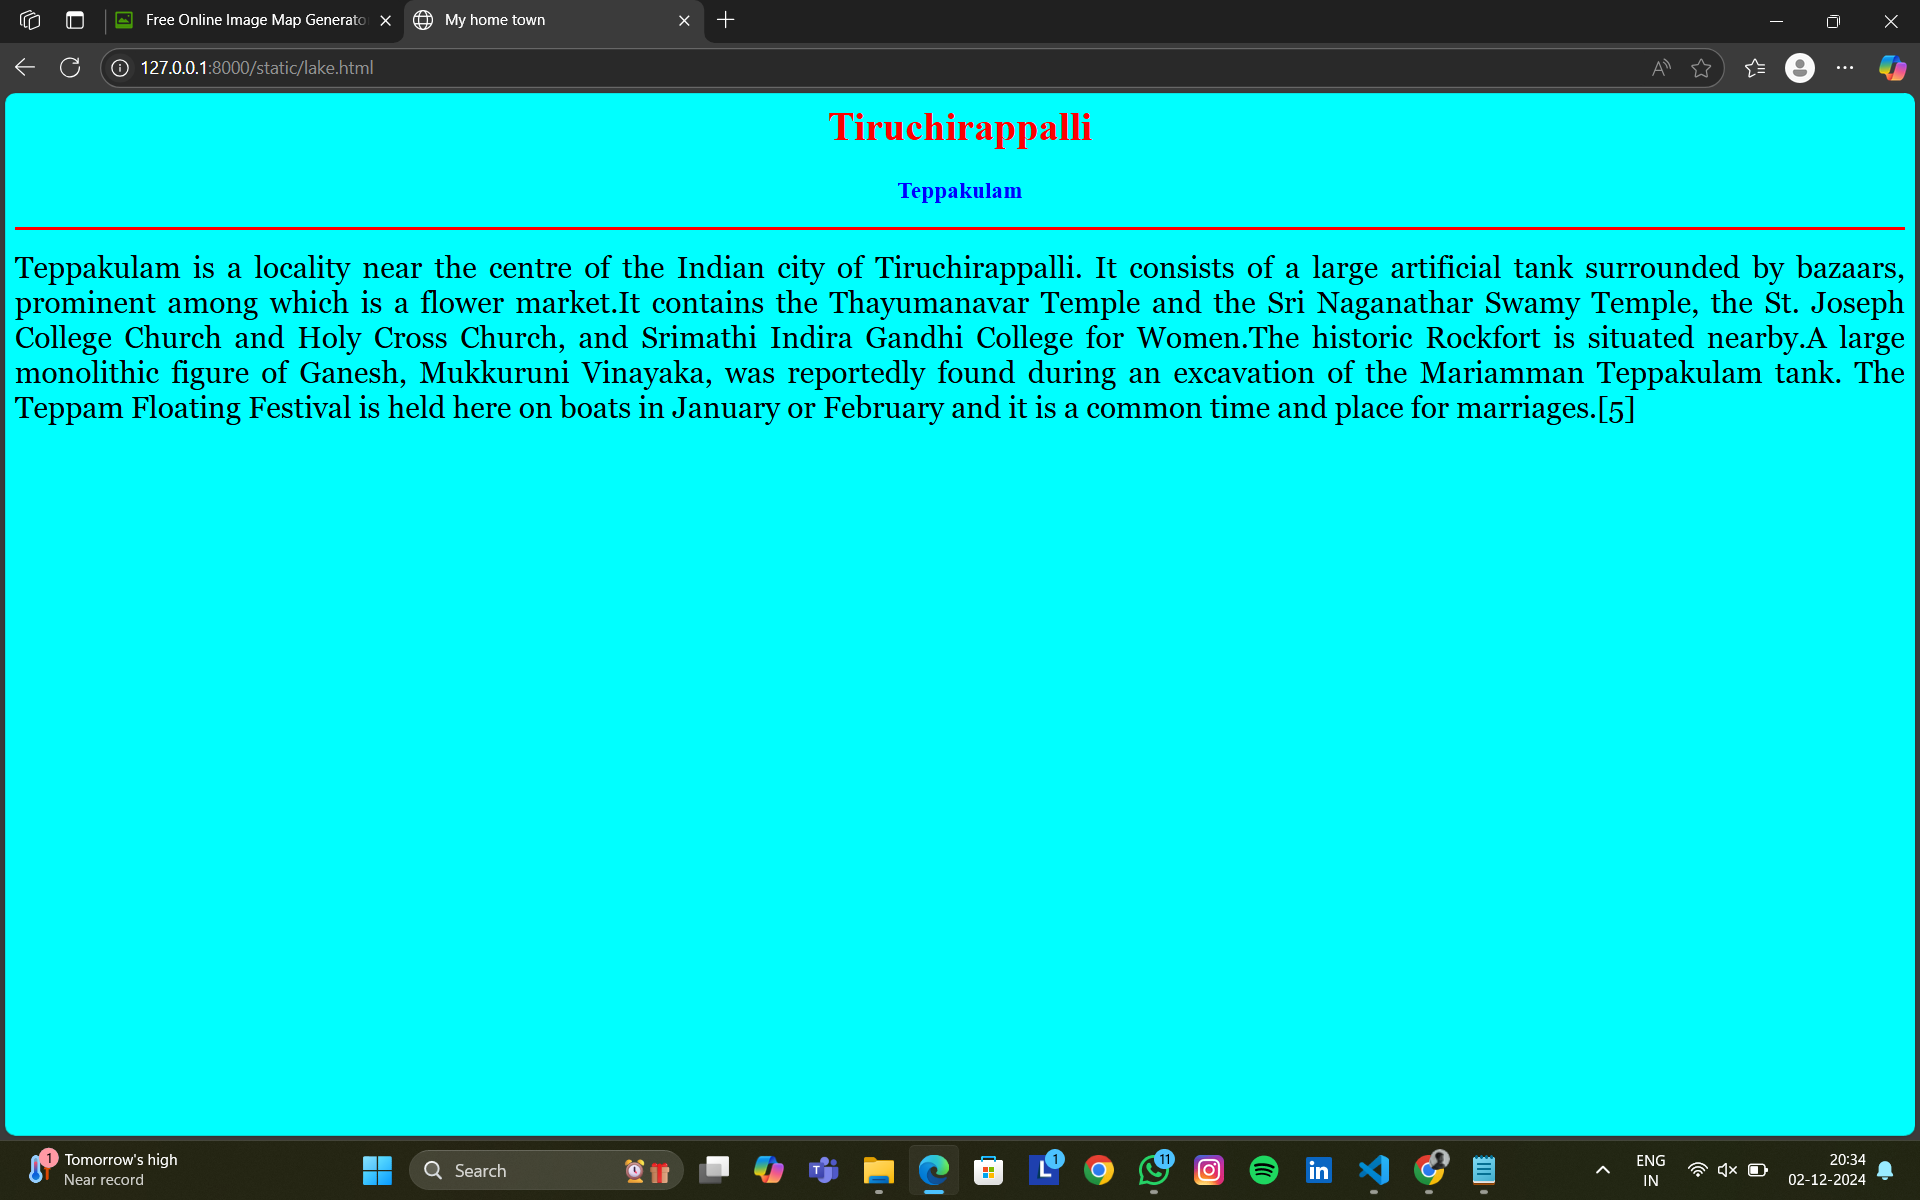 Free Online Image Map Generato
My home town
127.0.0.1:8000/static/lake.html
Tiruchirappalli
Teppakulam
Teppakulam is a locality near the centre of the Indian city of Tiruchirappalli. It consists of a large artificial tank surrounded by bazaars,
prominent among which is a flower market.It contains the Thayumanavar Temple and the Sri Naganathar Swamy Temple, the St. Joseph
College Church and Holy Cross Church, and Srimathi Indira Gandhi College for Women.The historic Rockfort is situated nearby.A large
monolithic figure of Ganesh, Mukkuruni Vinayaka, was reportedly found during an excavation of the Mariamman Teppakulam tank. The
Teppam Floating Festival is held here on boats in January or February and it is a common time and place for marriages.[5]
1
Tomorrow's high
Near record
Search
1
11
ENG
IN
20:34
02-12-2024